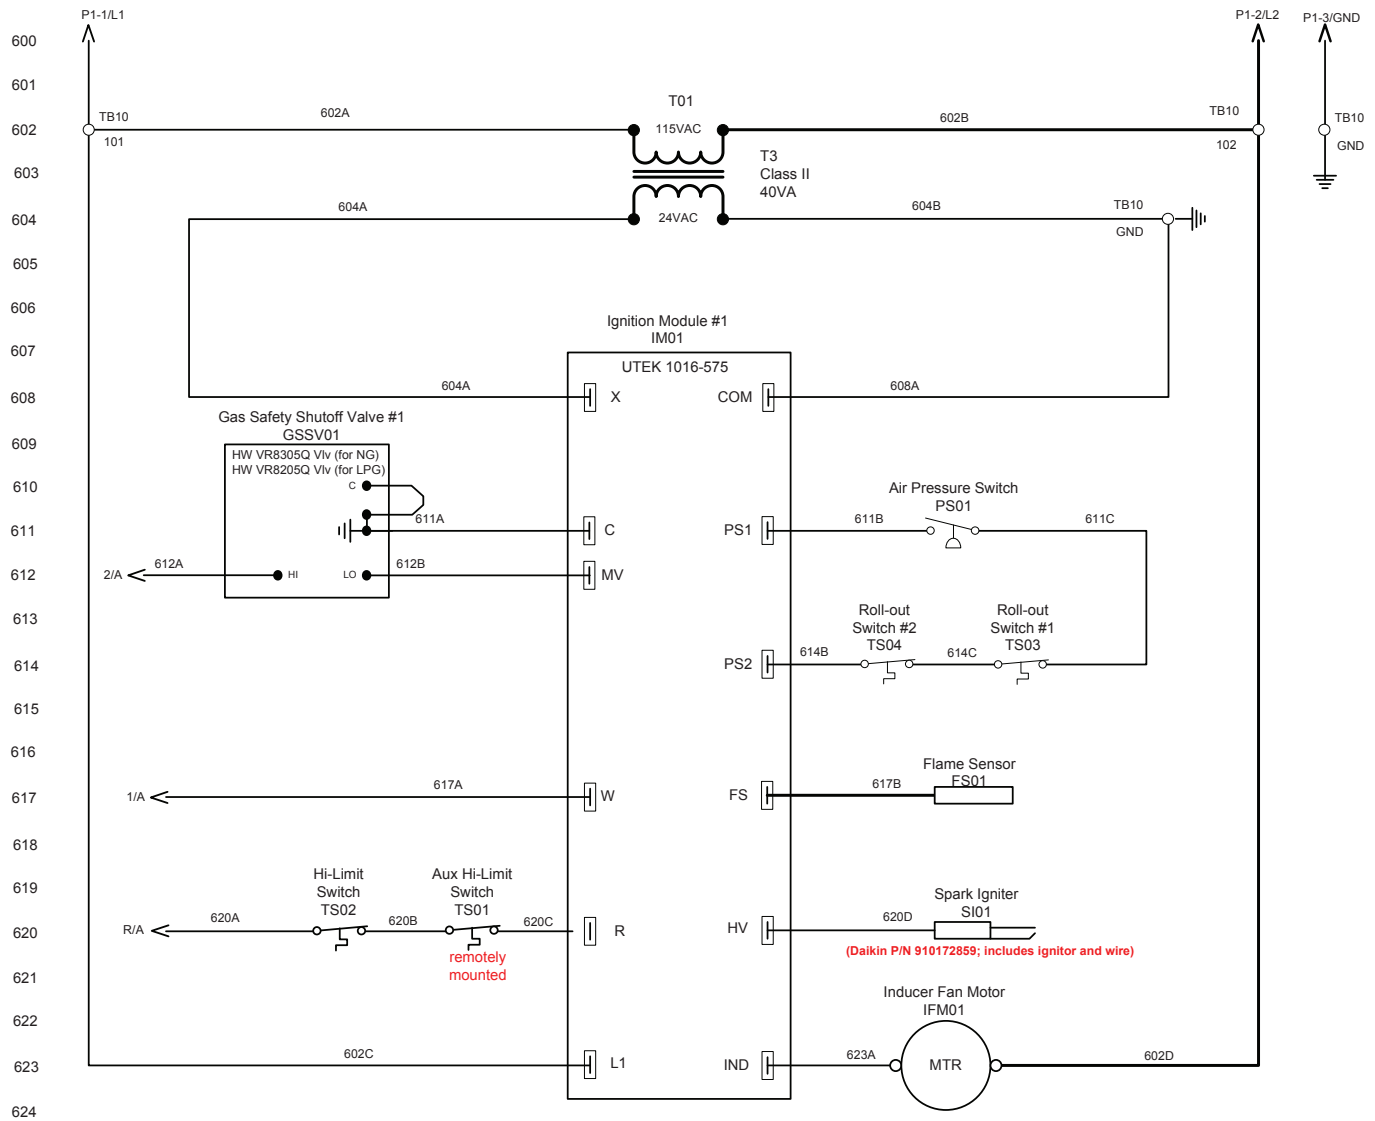 P1-1/L1
P1-2/L2
P1-3/GND
600
601
T01
602A
602B
TB10
TB10
TB10
602
115VAC
101
102
GND
T3
603
Class II
40VA
604A
604B
TB10
604
24VAC
GND
605
606
Ignition Module #1
IM01
607
UTEK 1016-575
604A
608A
608
X
COM
Gas Safety Shutoff Valve #1
GSSV01
609
HW VR8305Q Vlv (for NG)
HW VR8205Q Vlv (for LPG)
610
C
Air Pressure Switch
PS01
611A
611B
611C
611
C
PS1
612A
612B
612
2/A
HI
LO
MV
613
Roll-out
Switch #2
TS04
Roll-out
Switch #1
TS03
614B
614C
614
PS2
615
616
Flame Sensor
FS01
617A
617B
617
1/A
W
FS
618
619
Hi-Limit
Switch
TS02
Aux Hi-Limit
Switch
TS01
Spark Igniter
SI01
620A
620B
620C
620D
620
R/A
R
HV
remotely
mounted
(Daikin P/N 910172859; includes ignitor and wire)
621
Inducer Fan Motor
IFM01
622
602C
623A
602D
623
L1
IND
MTR
624